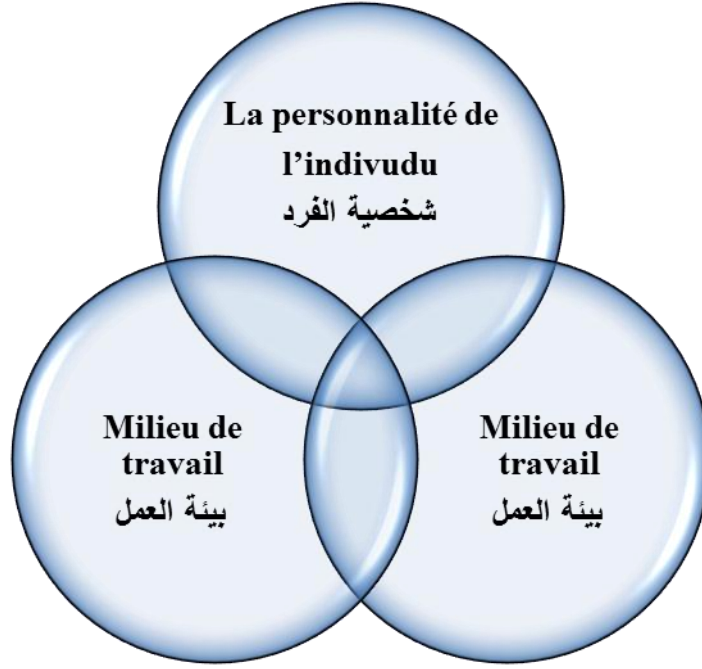 La personnalité de
l'indivudu
شخصية الفرد
Milieu de
travail
بيئة العمل
Milieu de
travail
بيئة العمل